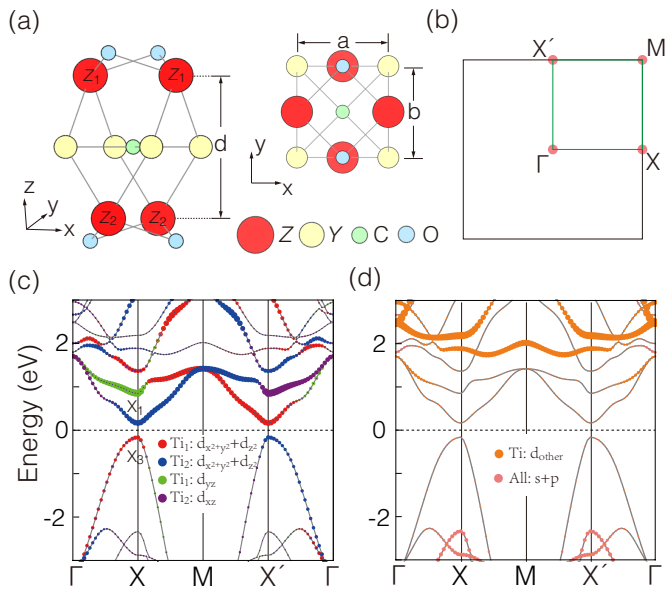 (a)
(b)
a
X´ M
Z1 Z1
b
d
y
x
Γ X
z
y
x
Z2 Z2
Z Y C O
(c)
(d)
Energy (eV)
2
0
-2
X1
X3
Ti1: dx²+y²+dz²
Ti2: dx²+y²+dz²
Ti1: dyz
Ti2: dxz
Γ X M X´ Γ
2
0
-2
Ti: dother
All: s+p
Γ X M X´ Γ